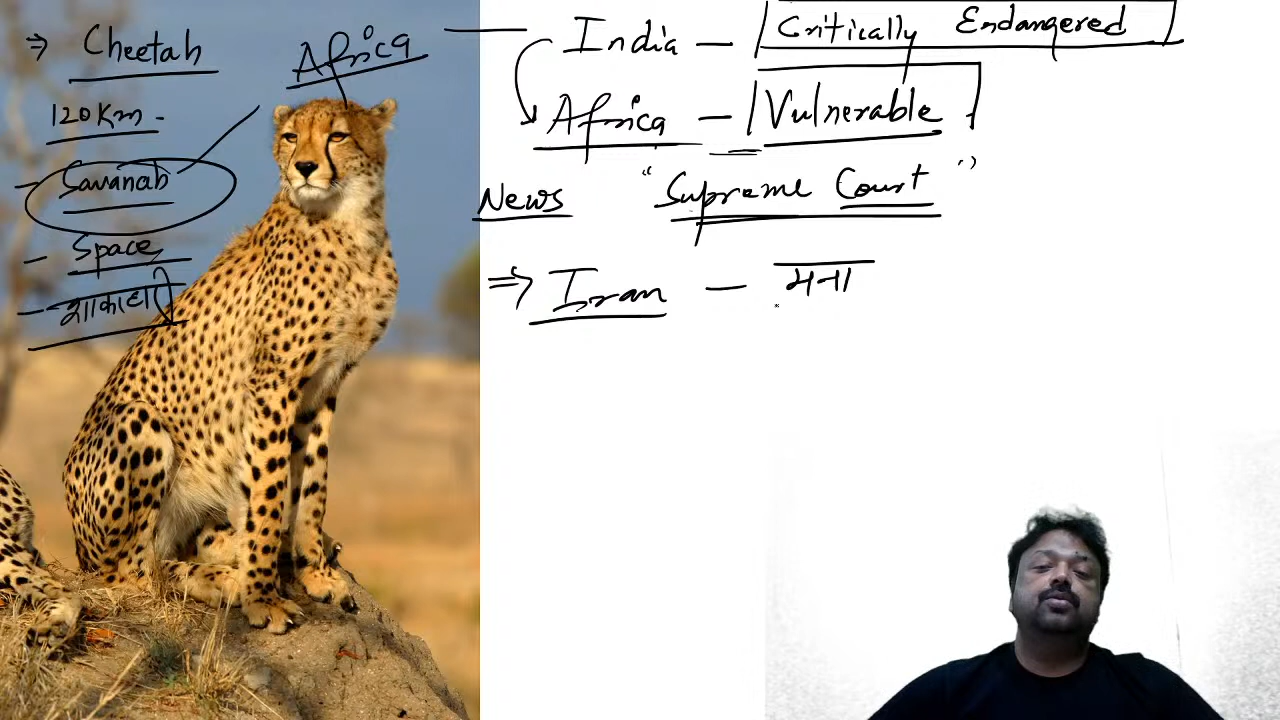 ⇒ Cheetah
120Km -
- Savanah
- Space
Africa
India - Critically Endangered
Africa - Vulnerable
News "Supreme Court"
⇒ Iran - मना